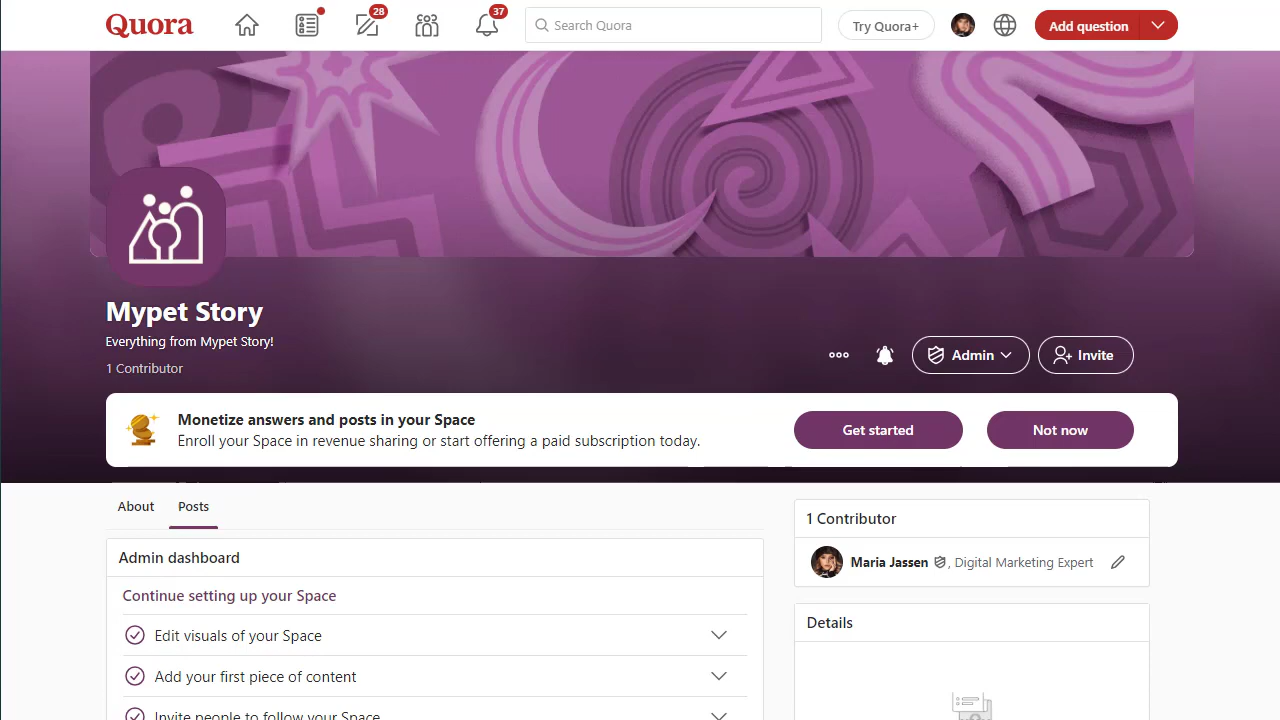 Quora
28
37
Search Quora
Try Quora+
Add question
Mypet Story
Everything from Mypet Story!
1 Contributor
Admin
Invite
Monetize answers and posts in your Space
Enroll your Space in revenue sharing or start offering a paid subscription today.
Get started
Not now
About
Posts
1 Contributor
Admin dashboard
Maria Jassen , Digital Marketing Expert
Continue setting up your Space
Details
Edit visuals of your Space
Add your first piece of content
Invite people to follow your Space